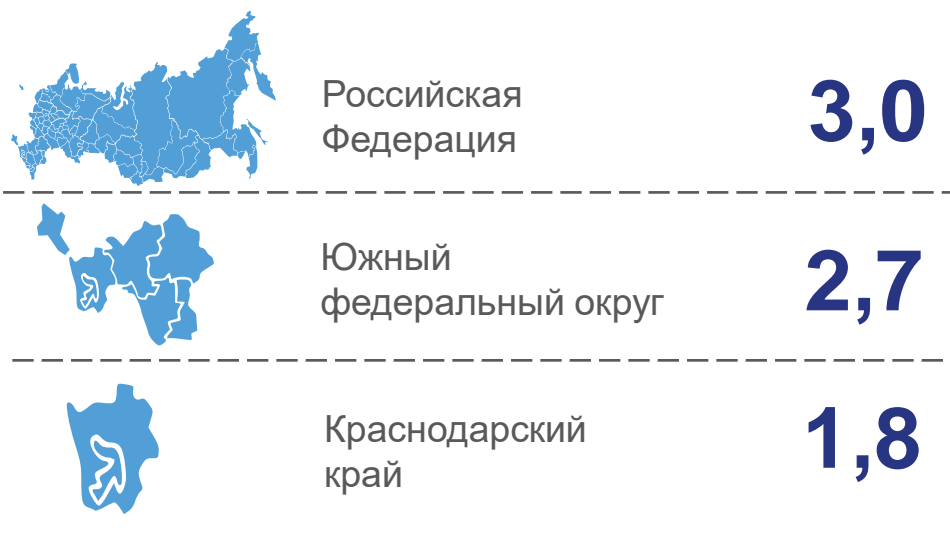 Российская
Федерация
3,0
Южный
федеральный округ
2,7
Краснодарский
край
1,8